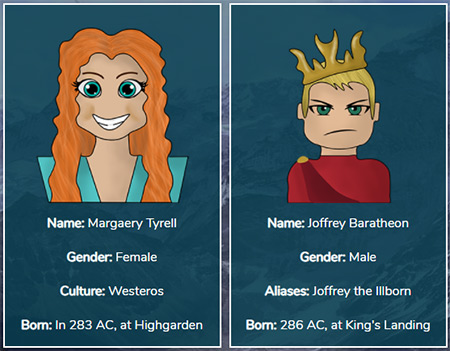 Name: Margaery Tyrell
Gender: Female
Culture: Westeros
Born: In 283 AC, at Highgarden
Name: Joffrey Baratheon
Gender: Male
Aliases: Joffrey the Illborn
Born: 286 AC, at King's Landing